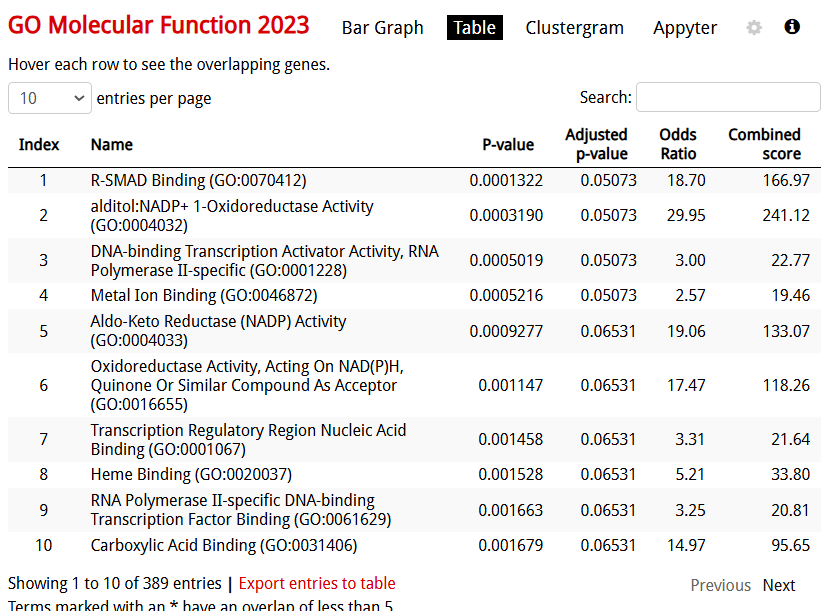 GO Molecular Function 2023 Bar Graph Table Clustergram Appyter
Hover each row to see the overlapping genes.
10 entries per page Search:
Index Name P-value Adjusted p-value Odds Ratio Combined score
1 R-SMAD Binding (GO:0070412) 0.0001322 0.05073 18.70 166.97
2 alditol:NADP+ 1-Oxidoreductase Activity (GO:0004032) 0.0003190 0.05073 29.95 241.12
3 DNA-binding Transcription Activator Activity, RNA Polymerase II-specific (GO:0001228) 0.0005019 0.05073 3.00 22.77
4 Metal Ion Binding (GO:0046872) 0.0005216 0.05073 2.57 19.46
5 Aldo-Keto Reductase (NADP) Activity (GO:0004033) 0.0009277 0.06531 19.06 133.07
6 Oxidoreductase Activity, Acting On NAD(P)H, Quinone Or Similar Compound As Acceptor (GO:0016655) 0.001147 0.06531 17.47 118.26
7 Transcription Regulatory Region Nucleic Acid Binding (GO:0001067) 0.001458 0.06531 3.31 21.64
8 Heme Binding (GO:0020037) 0.001528 0.06531 5.21 33.80
9 RNA Polymerase II-specific DNA-binding Transcription Factor Binding (GO:0061629) 0.001663 0.06531 3.25 20.81
10 Carboxylic Acid Binding (GO:0031406) 0.001679 0.06531 14.97 95.65
Showing 1 to 10 of 389 entries | Export entries to table Previous Next
Terms marked with an * have an overlap of less than 5